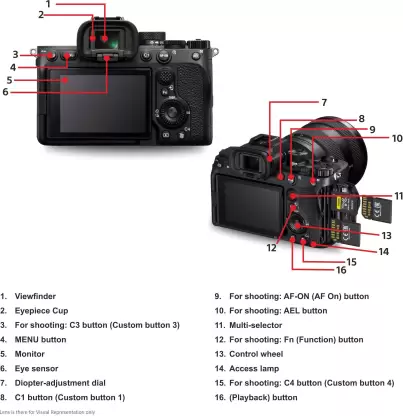 1
2
3
4
5
6
7
8
9
10
11
12
13
14
15
16
1. Viewfinder
2. Eyepiece Cup
3. For shooting: C3 button (Custom button 3)
4. MENU button
5. Monitor
6. Eye sensor
7. Diopter-adjustment dial
8. C1 button (Custom button 1)
9. For shooting: AF-ON (AF On) button
10. For shooting: AEL button
11. Multi-selector
12. For shooting: Fn (Function) button
13. Control wheel
14. Access lamp
15. For shooting: C4 button (Custom button 4)
16. (Playback) button
Lens is there for Visual Representation only